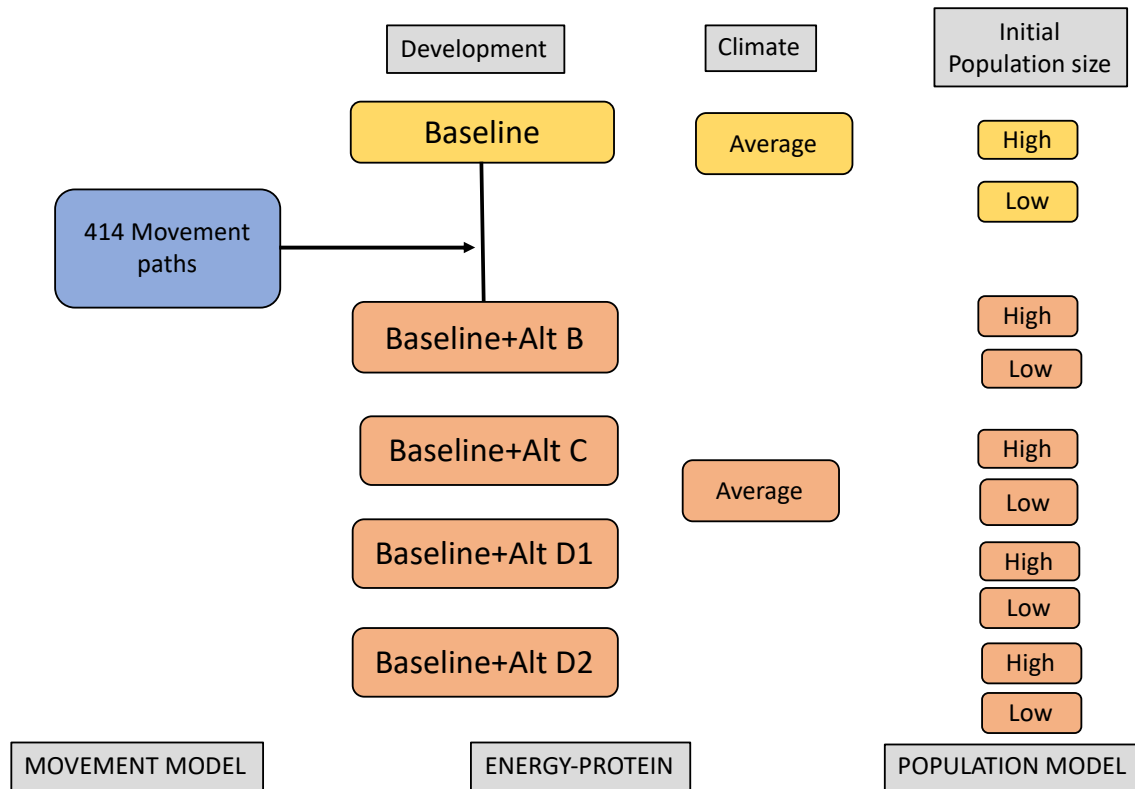 Development
Climate
Initial
Population size
Baseline
Average
High
Low
414 Movement
paths
Baseline+Alt B
High
Low
Baseline+Alt C
Average
High
Low
Baseline+Alt D1
High
Low
Baseline+Alt D2
High
Low
MOVEMENT MODEL
ENERGY-PROTEIN
POPULATION MODEL